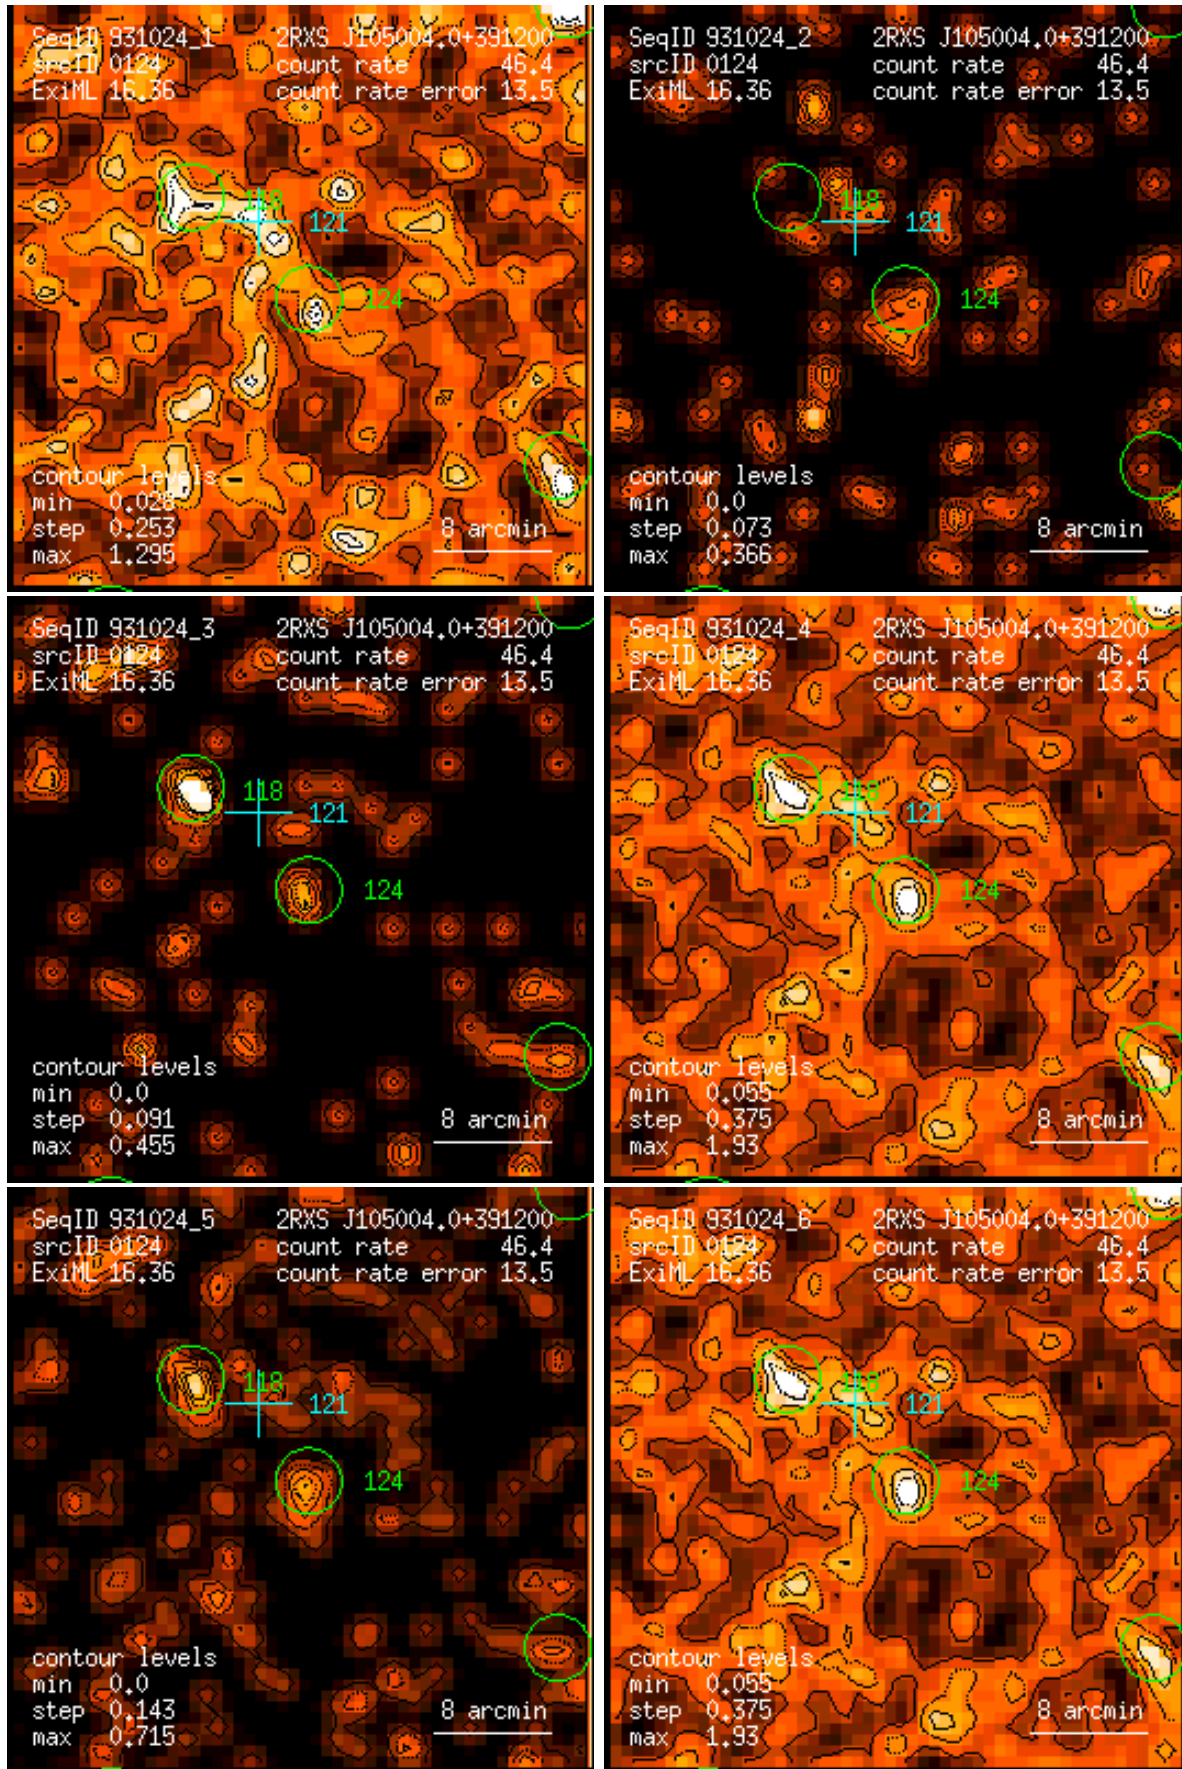 SeqID 931024_1 2RXS J105004.0+391200
srcID 0124 count rate 46.4
ExiML 16.36 count rate error 13.5
118
121
124
contour levels
min 0.028
step 0.253 8 arcmin
max 1.295
SeqID 931024_2 2RXS J105004.0+391200
srcID 0124 count rate 46.4
ExiML 16.36 count rate error 13.5
118
121
124
contour levels
min 0.0
step 0.073 8 arcmin
max 0.366
SeqID 931024_3 2RXS J105004.0+391200
srcID 0124 count rate 46.4
ExiML 16.36 count rate error 13.5
118
121
124
contour levels
min 0.0
step 0.091 8 arcmin
max 0.455
SeqID 931024_4 2RXS J105004.0+391200
srcID 0124 count rate 46.4
ExiML 16.36 count rate error 13.5
118
121
124
contour levels
min 0.055
step 0.375 8 arcmin
max 1.93
SeqID 931024_5 2RXS J105004.0+391200
srcID 0124 count rate 46.4
ExiML 16.36 count rate error 13.5
118
121
124
contour levels
min 0.0
step 0.143 8 arcmin
max 0.715
SeqID 931024_6 2RXS J105004.0+391200
srcID 0124 count rate 46.4
ExiML 16.36 count rate error 13.5
118
121
124
contour levels
min 0.055
step 0.375 8 arcmin
max 1.93